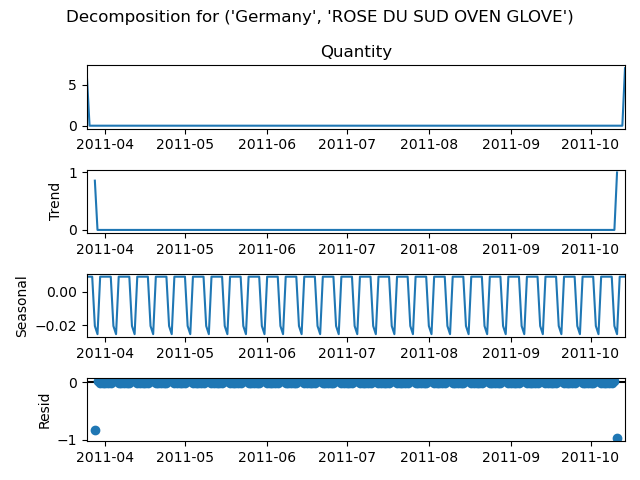 Decomposition for ('Germany', 'ROSE DU SUD OVEN GLOVE')
Quantity
5
0
2011-04 2011-05 2011-06 2011-07 2011-08 2011-09 2011-10
Trend
1
0
2011-04 2011-05 2011-06 2011-07 2011-08 2011-09 2011-10
Seasonal
0.00
−0.02
2011-04 2011-05 2011-06 2011-07 2011-08 2011-09 2011-10
Resid
0
−1
2011-04 2011-05 2011-06 2011-07 2011-08 2011-09 2011-10